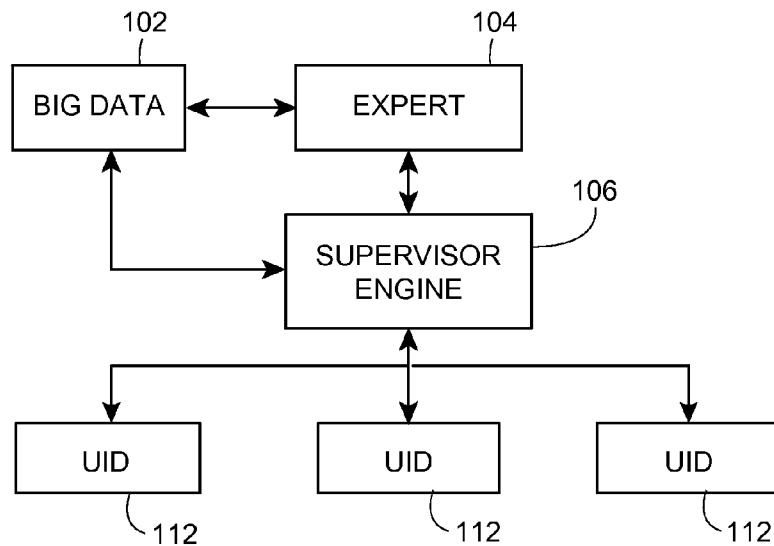 102
104
BIG DATA
EXPERT
106
SUPERVISOR
ENGINE
UID
UID
UID
112
112
112